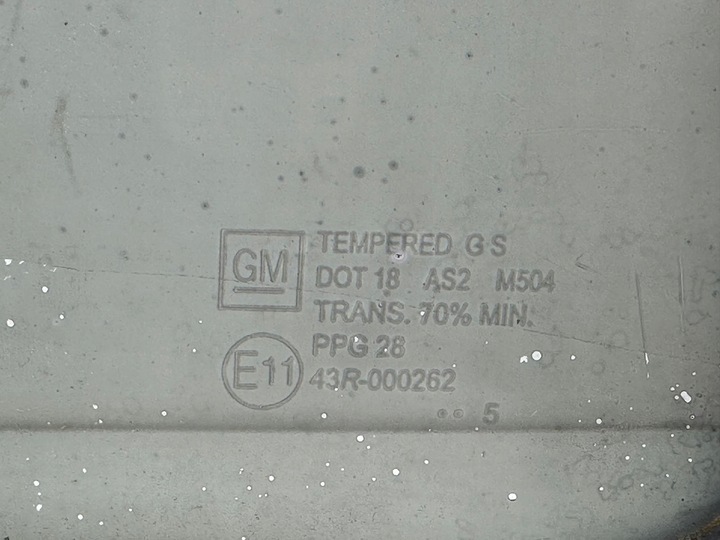 GM
TEMPERED G S
DOT 18 AS2 M504
TRANS. 70% MIN.
PPG 28
E11
43R-000262
•• 5